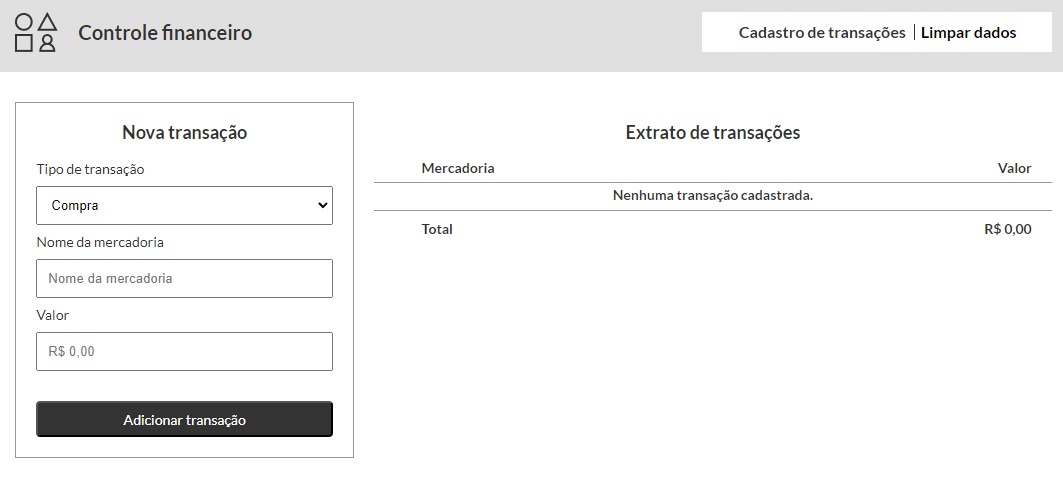 Controle financeiro
Cadastro de transações | Limpar dados
Nova transação
Tipo de transação
Compra
Nome da mercadoria
Nome da mercadoria
Valor
R$ 0,00
Adicionar transação
Extrato de transações
Mercadoria Valor
Nenhuma transação cadastrada.
Total R$ 0,00